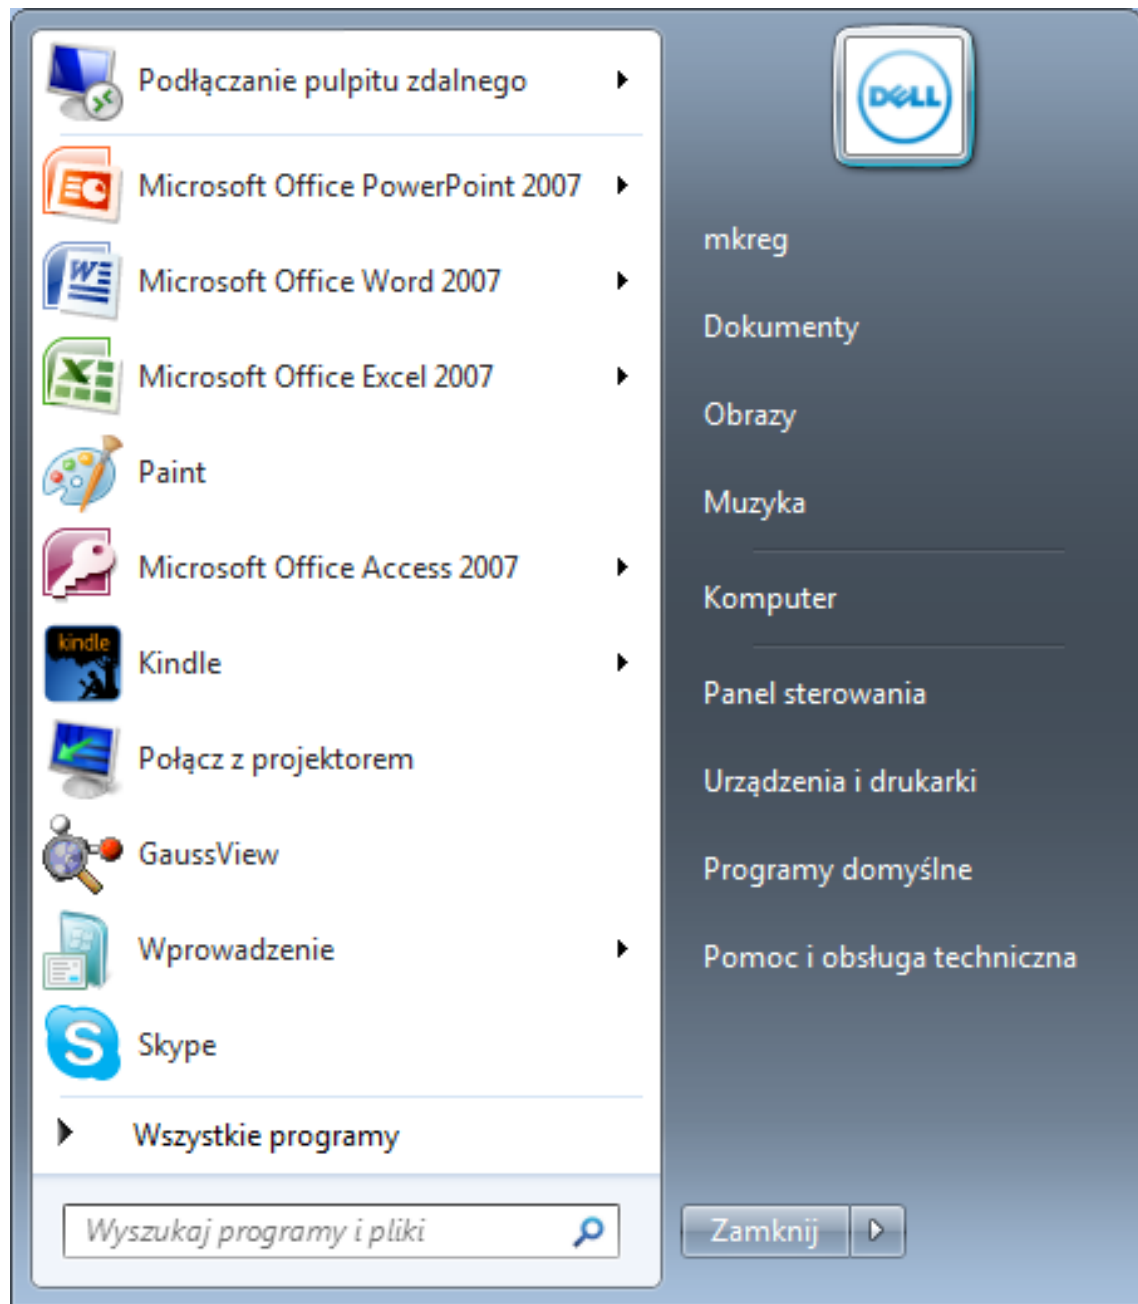 Podłączanie pulpitu zdalnego
Microsoft Office PowerPoint 2007
Microsoft Office Word 2007
Microsoft Office Excel 2007
Paint
Microsoft Office Access 2007
kindle
Kindle
Połącz z projektorem
GaussView
Wprowadzenie
Skype
Wszystkie programy
Wyszukaj programy i pliki
DELL
mkreg
Dokumenty
Obrazy
Muzyka
Komputer
Panel sterowania
Urządzenia i drukarki
Programy domyślne
Pomoc i obsługa techniczna
Zamknij